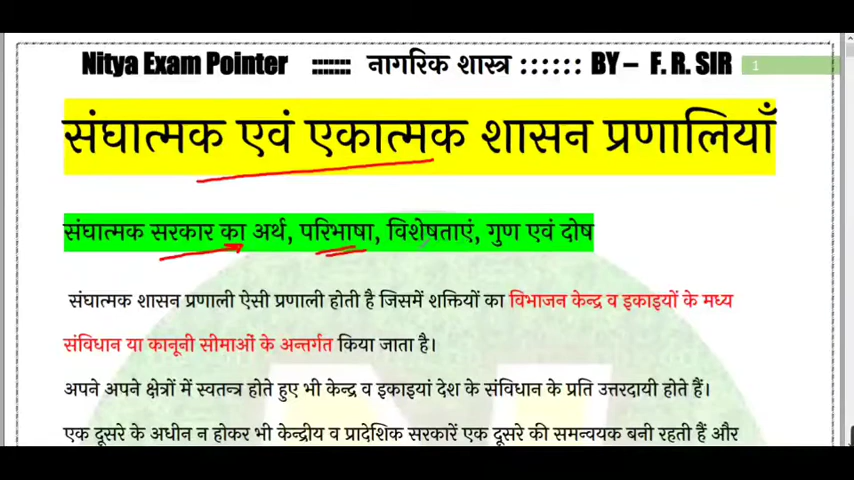 Nitya Exam Pointer ::::::: नागरिक शास्त्र :::::: BY – F. R. SIR 1
संघात्मक एवं एकात्मक शासन प्रणालियाँ
संघात्मक सरकार का अर्थ, परिभाषा, विशेषताएं, गुण एवं दोष
संघात्मक शासन प्रणाली ऐसी प्रणाली होती है जिसमें शक्तियों का विभाजन केन्द्र व इकाइयों के मध्य
संविधान या कानूनी सीमाओं के अन्तर्गत किया जाता है।
अपने अपने क्षेत्रों में स्वतन्त्र होते हुए भी केन्द्र व इकाइयां देश के संविधान के प्रति उत्तरदायी होते हैं।
एक दूसरे के अधीन न होकर भी केन्द्रीय व प्रादेशिक सरकारें एक दूसरे की समन्वयक बनी रहती हैं और